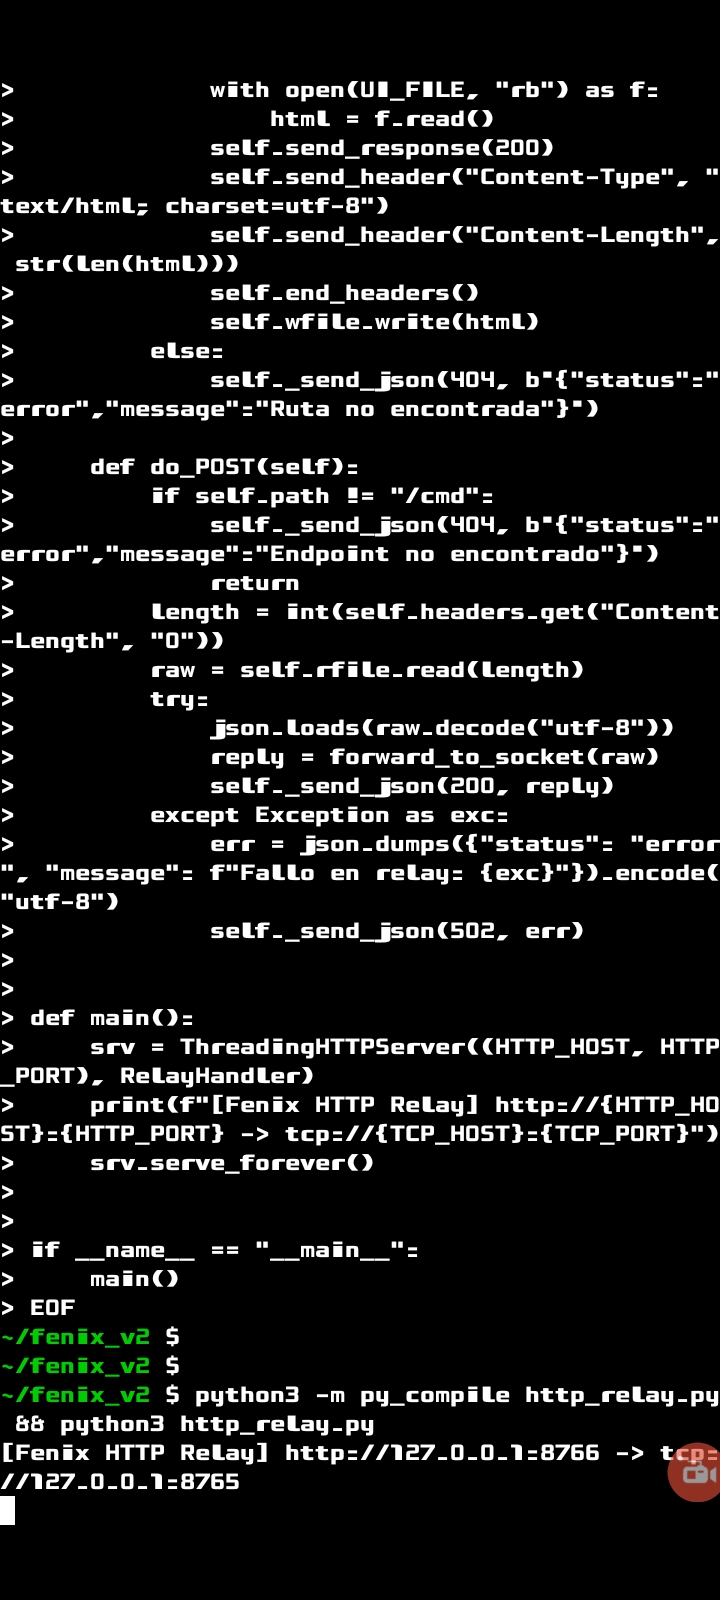 >             with open(UI_FILE, "rb") as f:
>                 html = f.read()
>             self.send_response(200)
>             self.send_header("Content-Type", "
text/html; charset=utf-8")
>             self.send_header("Content-Length",
 str(len(html)))
>             self.end_headers()
>             self.wfile.write(html)
>         else:
>             self._send_json(404, b'{"status":"
error","message":"Ruta no encontrada"}')
>
>     def do_POST(self):
>         if self.path != "/cmd":
>             self._send_json(404, b'{"status":"
error","message":"Endpoint no encontrado"}')
>             return
>         length = int(self.headers.get("Content
-Length", "0"))
>         raw = self.rfile.read(length)
>         try:
>             json.loads(raw.decode("utf-8"))
>             reply = forward_to_socket(raw)
>             self._send_json(200, reply)
>         except Exception as exc:
>             err = json.dumps({"status": "error
", "message": f"Fallo en relay: {exc}"}).encode(
"utf-8")
>             self._send_json(502, err)
>
>
> def main():
>     srv = ThreadingHTTPServer((HTTP_HOST, HTTP
_PORT), RelayHandler)
>     print(f"[Fenix HTTP Relay] http://{HTTP_HO
ST}:{HTTP_PORT} -> tcp://{TCP_HOST}:{TCP_PORT}")
>     srv.serve_forever()
>
>
> if __name__ == "__main__":
>     main()
> EOF
~/fenix_v2 $
~/fenix_v2 $
~/fenix_v2 $ python3 -m py_compile http_relay.py
 && python3 http_relay.py
[Fenix HTTP Relay] http://127.0.0.1:8766 -> tcp:
//127.0.0.1:8765